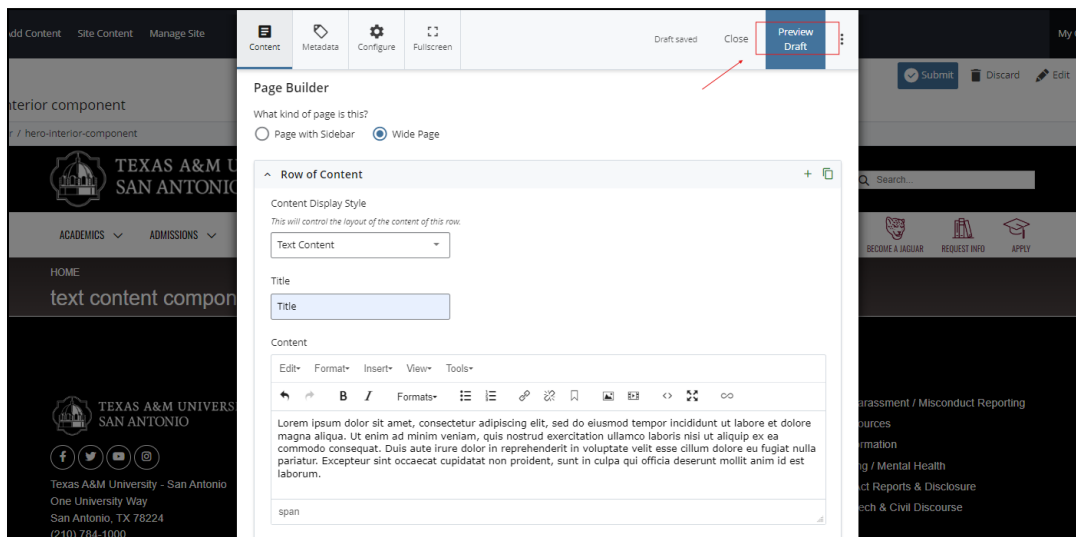 Add Content Site Content Manage Site
Content Metadata Configure Fullscreen
Draft saved Close Preview Draft
My
Submit Discard Edit
nterior component
/ hero-interior-component
Page Builder
What kind of page is this?
Page with Sidebar Wide Page
TEXAS A&M U
SAN ANTONIO
Search...
Row of Content
Content Display Style
This will control the layout of the content of this row.
Text Content
ACADEMICS ADMISSIONS
BECOME A JAGUAR REQUEST INFO APPLY
HOME
text content compon
Title
Title
Content
Edit Format Insert View Tools
B I Formats
Lorem ipsum dolor sit amet, consectetur adipiscing elit, sed do eiusmod tempor incididunt ut labore et dolore
magna aliqua. Ut enim ad minim veniam, quis nostrud exercitation ullamco laboris nisi ut aliquip ex ea
commodo consequat. Duis aute irure dolor in reprehenderit in voluptate velit esse cillum dolore eu fugiat nulla
pariatur. Excepteur sint occaecat cupidatat non proident, sunt in culpa qui officia deserunt mollit anim id est
laborum.
span
TEXAS A&M UNIVERS
SAN ANTONIO
Texas A&M University - San Antonio
One University Way
San Antonio, TX 78224
(210) 784-1000
arassment / Misconduct Reporting
ources
rmation
ng / Mental Health
Act Reports & Disclosure
ech & Civil Discourse